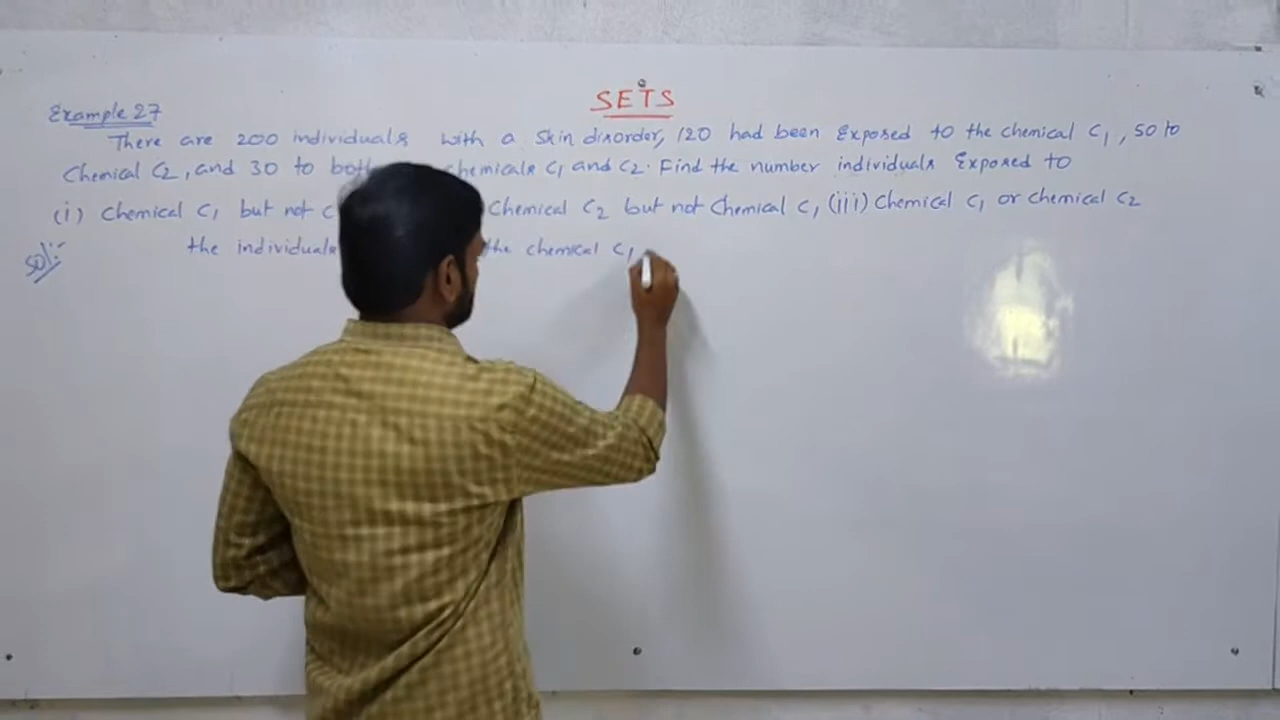 SETS
Example 27
There are 200 individuals with a skin disorder, 120 had been Exposed to the chemical C1, 50 to
Chemical C2, and 30 to both chemicals C1 and C2. Find the number individuals Exposed to
(i) Chemical C1 but not C Chemical C2 but not Chemical C1 (iii) Chemical C1 or chemical C2
Sol:- the individuals the chemical C1